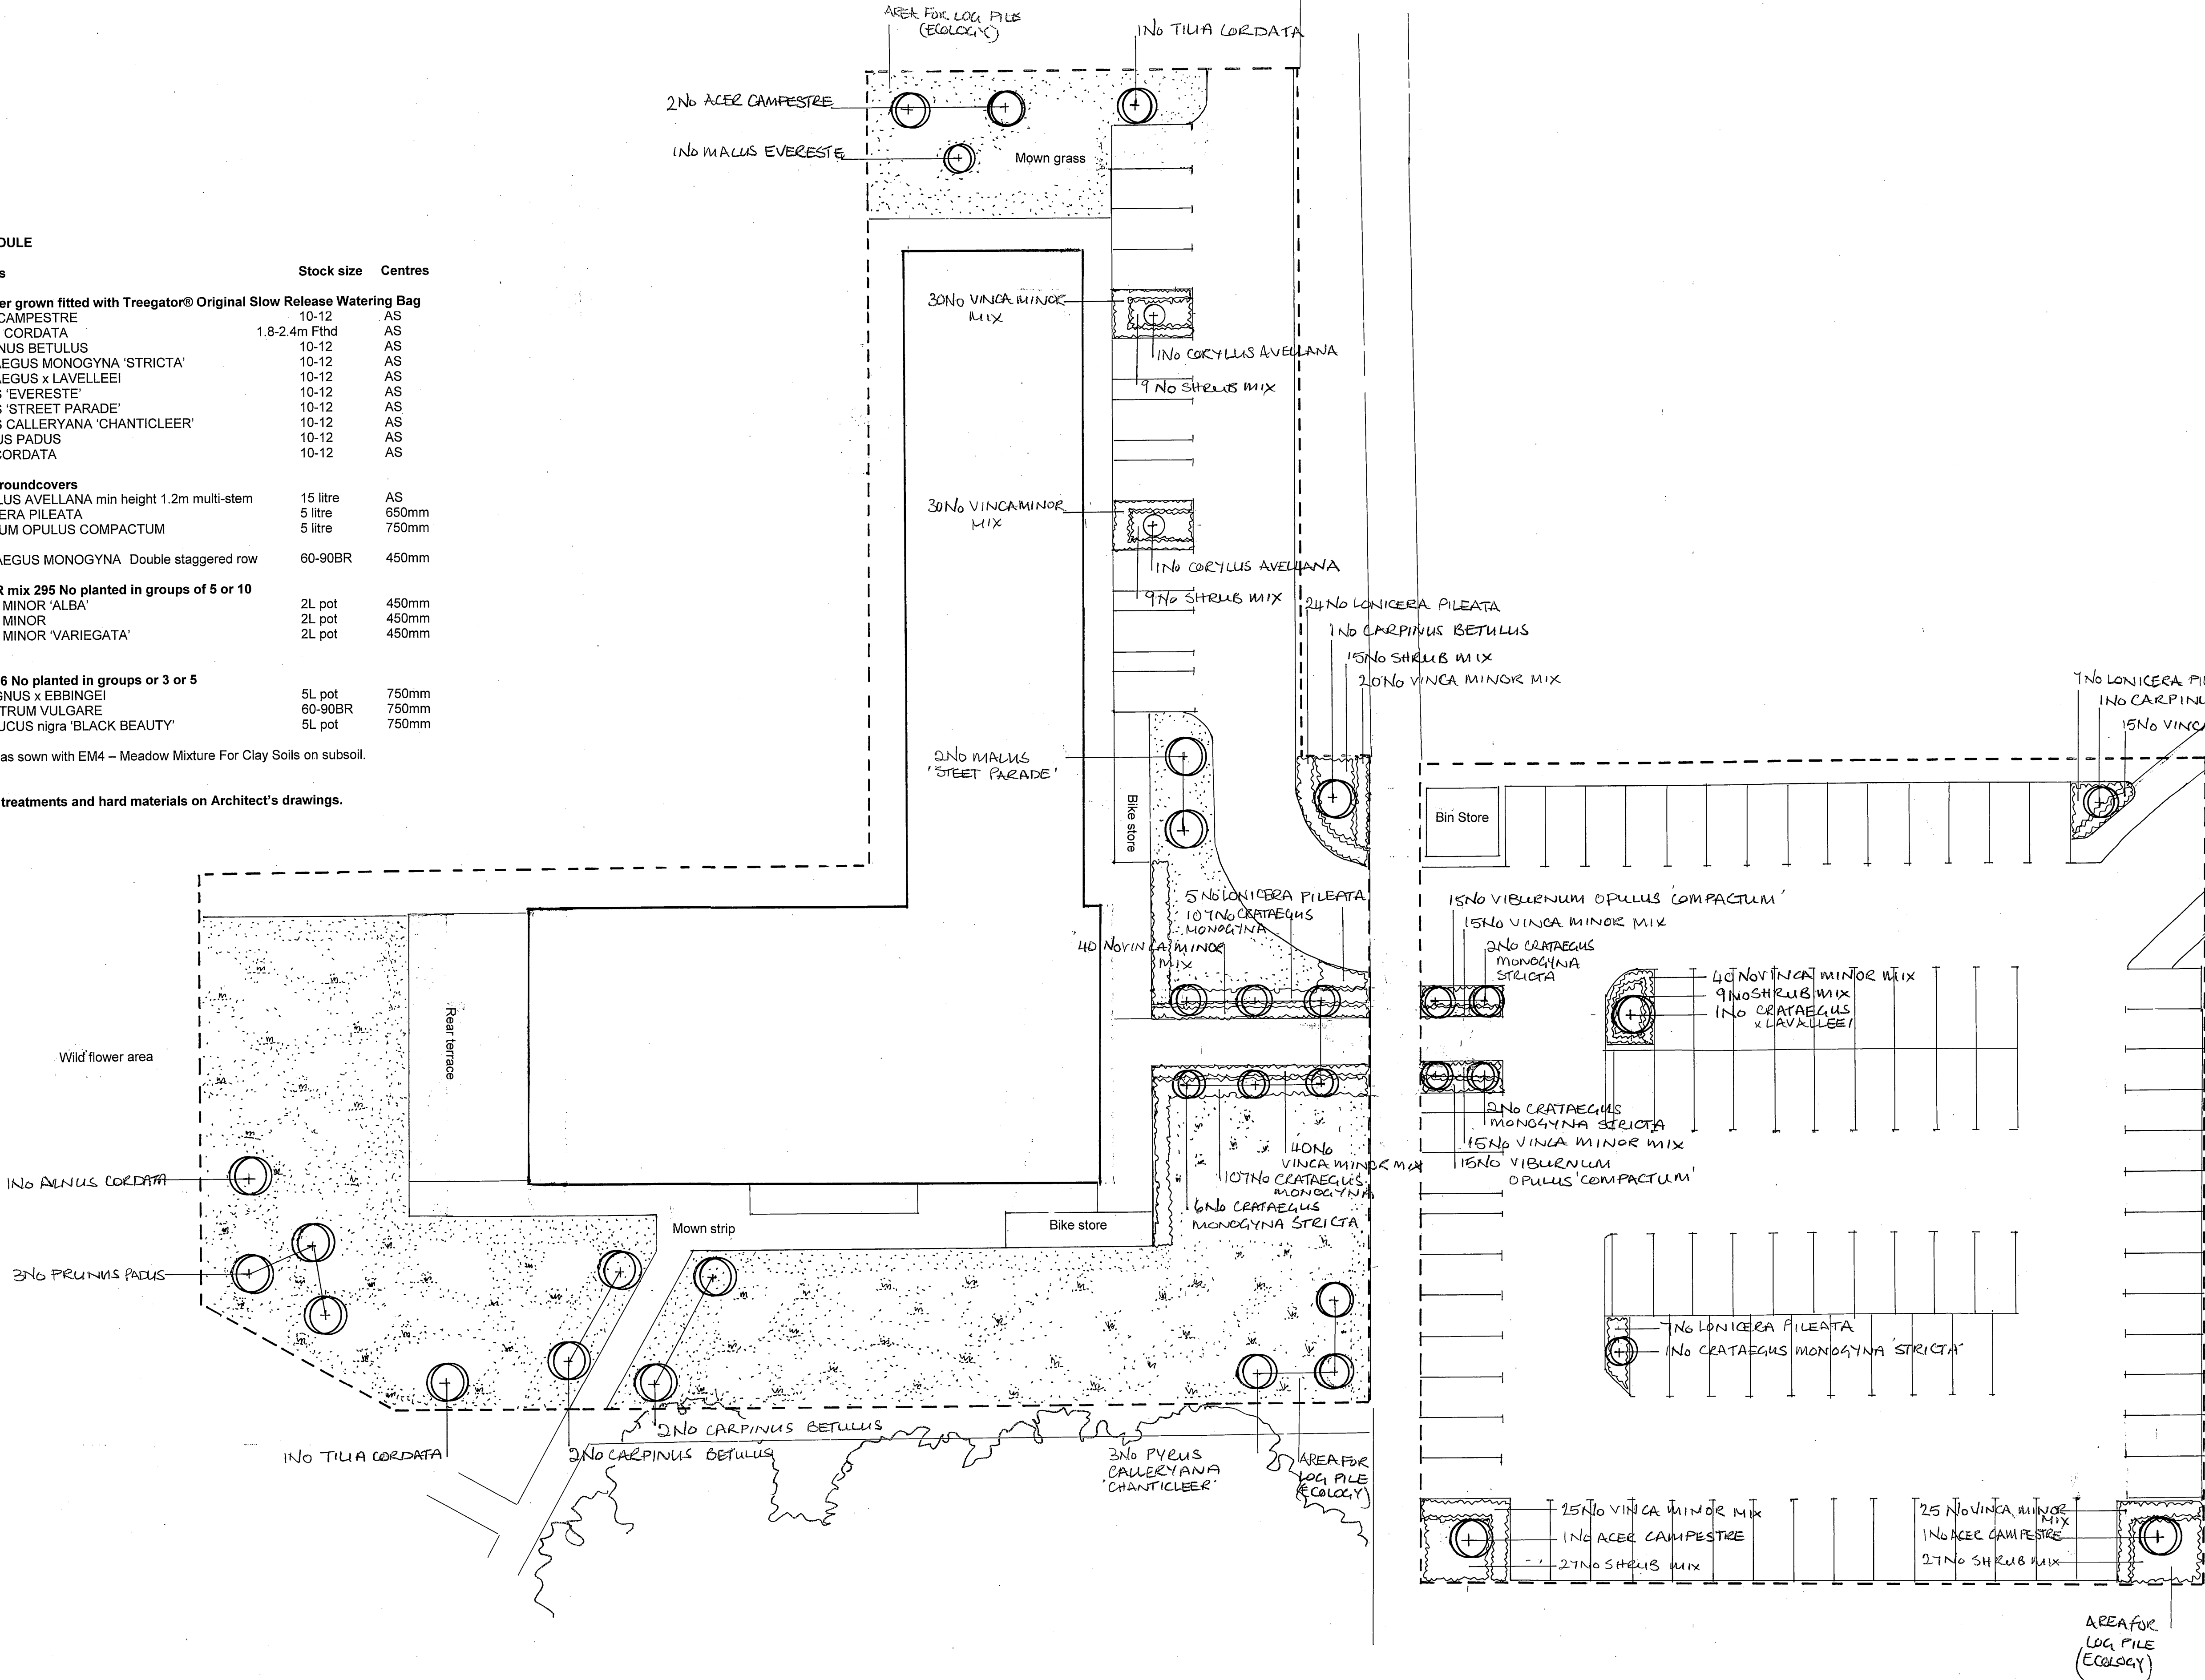 AREA FOR LOG PILE
(ECOLOGY)
1No TILIA CORDATA
2No ACER CAMPESTRE
1No MALUS EVERESTE
Mown grass
DULE
s
Stock size Centres
er grown fitted with Treegator® Original Slow Release Watering Bag
CAMPESTRE 10-12 AS
CORDATA 1.8-2.4m Fthd AS
NUS BETULUS 10-12 AS
AEGUS MONOGYNA 'STRICTA' 10-12 AS
AEGUS x LAVELLEEI 10-12 AS
S 'EVERESTE' 10-12 AS
S 'STREET PARADE' 10-12 AS
S CALLERYANA 'CHANTICLEER' 10-12 AS
US PADUS 10-12 AS
CORDATA 10-12 AS
roundcovers
LUS AVELLANA min height 1.2m multi-stem 15 litre AS
ERA PILEATA 5 litre 650mm
UM OPULUS COMPACTUM 5 litre 750mm
AEGUS MONOGYNA Double staggered row 60-90BR 450mm
R mix 295 No planted in groups of 5 or 10
MINOR 'ALBA' 2L pot 450mm
MINOR 2L pot 450mm
MINOR 'VARIEGATA' 2L pot 450mm
6 No planted in groups or 3 or 5
GNUS x EBBINGEI 5L pot 750mm
TRUM VULGARE 60-90BR 750mm
UCUS nigra 'BLACK BEAUTY' 5L pot 750mm
as sown with EM4 – Meadow Mixture For Clay Soils on subsoil.
treatments and hard materials on Architect's drawings.
30No VINCA MINOR
MIX
1No CORYLUS AVELLANA
9 No SHRUB MIX
30No VINCA MINOR
MIX
1No CORYLUS AVELLANA
9No SHRUB MIX
24No LONICERA PILEATA
1No CARPINUS BETULUS
15No SHRUB MIX
20No VINCA MINOR MIX
7No LONICERA PIL
1No CARPINU
15No VINCA
2No MALUS
'STEET PARADE'
Bike store
Bin Store
5 No LONICERA PILEATA
107No CRATAEGUS
MONOGYNA
40 No VINCA MINOR
MIX
15No VIBURNUM OPULUS 'COMPACTUM'
15No VINCA MINOR MIX
2No CRATAEGUS
MONOGYNA
STRICTA
40 No VINCA MINOR MIX
9No SHRUB MIX
1No CRATAEGUS
x LAVALLEEI
Rear terrace
Wild flower area
2No CRATAEGUS
MONOGYNA STRICTA
15No VINCA MINOR MIX
15No VIBURNUM
OPULUS 'COMPACTUM'
40No
VINCA MINOR MIX
107No CRATAEGUS
MONOGYNA
6No CRATAEGUS
MONOGYNA STRICTA
1No ALNUS CORDATA
Mown strip
Bike store
3No PRUNUS PADUS
7No LONICERA PILEATA
1No CRATAEGUS MONOGYNA 'STRICTA'
2No CARPINUS BETULUS
1No TILIA CORDATA
2No CARPINUS BETULUS
3No PYRUS
CALLERYANA
'CHANTICLEER'
AREA FOR
LOG PILE
(ECOLOGY)
25No VINCA MINOR MIX
1No ACER CAMPESTRE
27No SHRUB MIX
25 No VINCA MINOR
MIX
1No ACER CAMPESTRE
27No SHRUB MIX
AREA FOR
LOG PILE
(ECOLOGY)